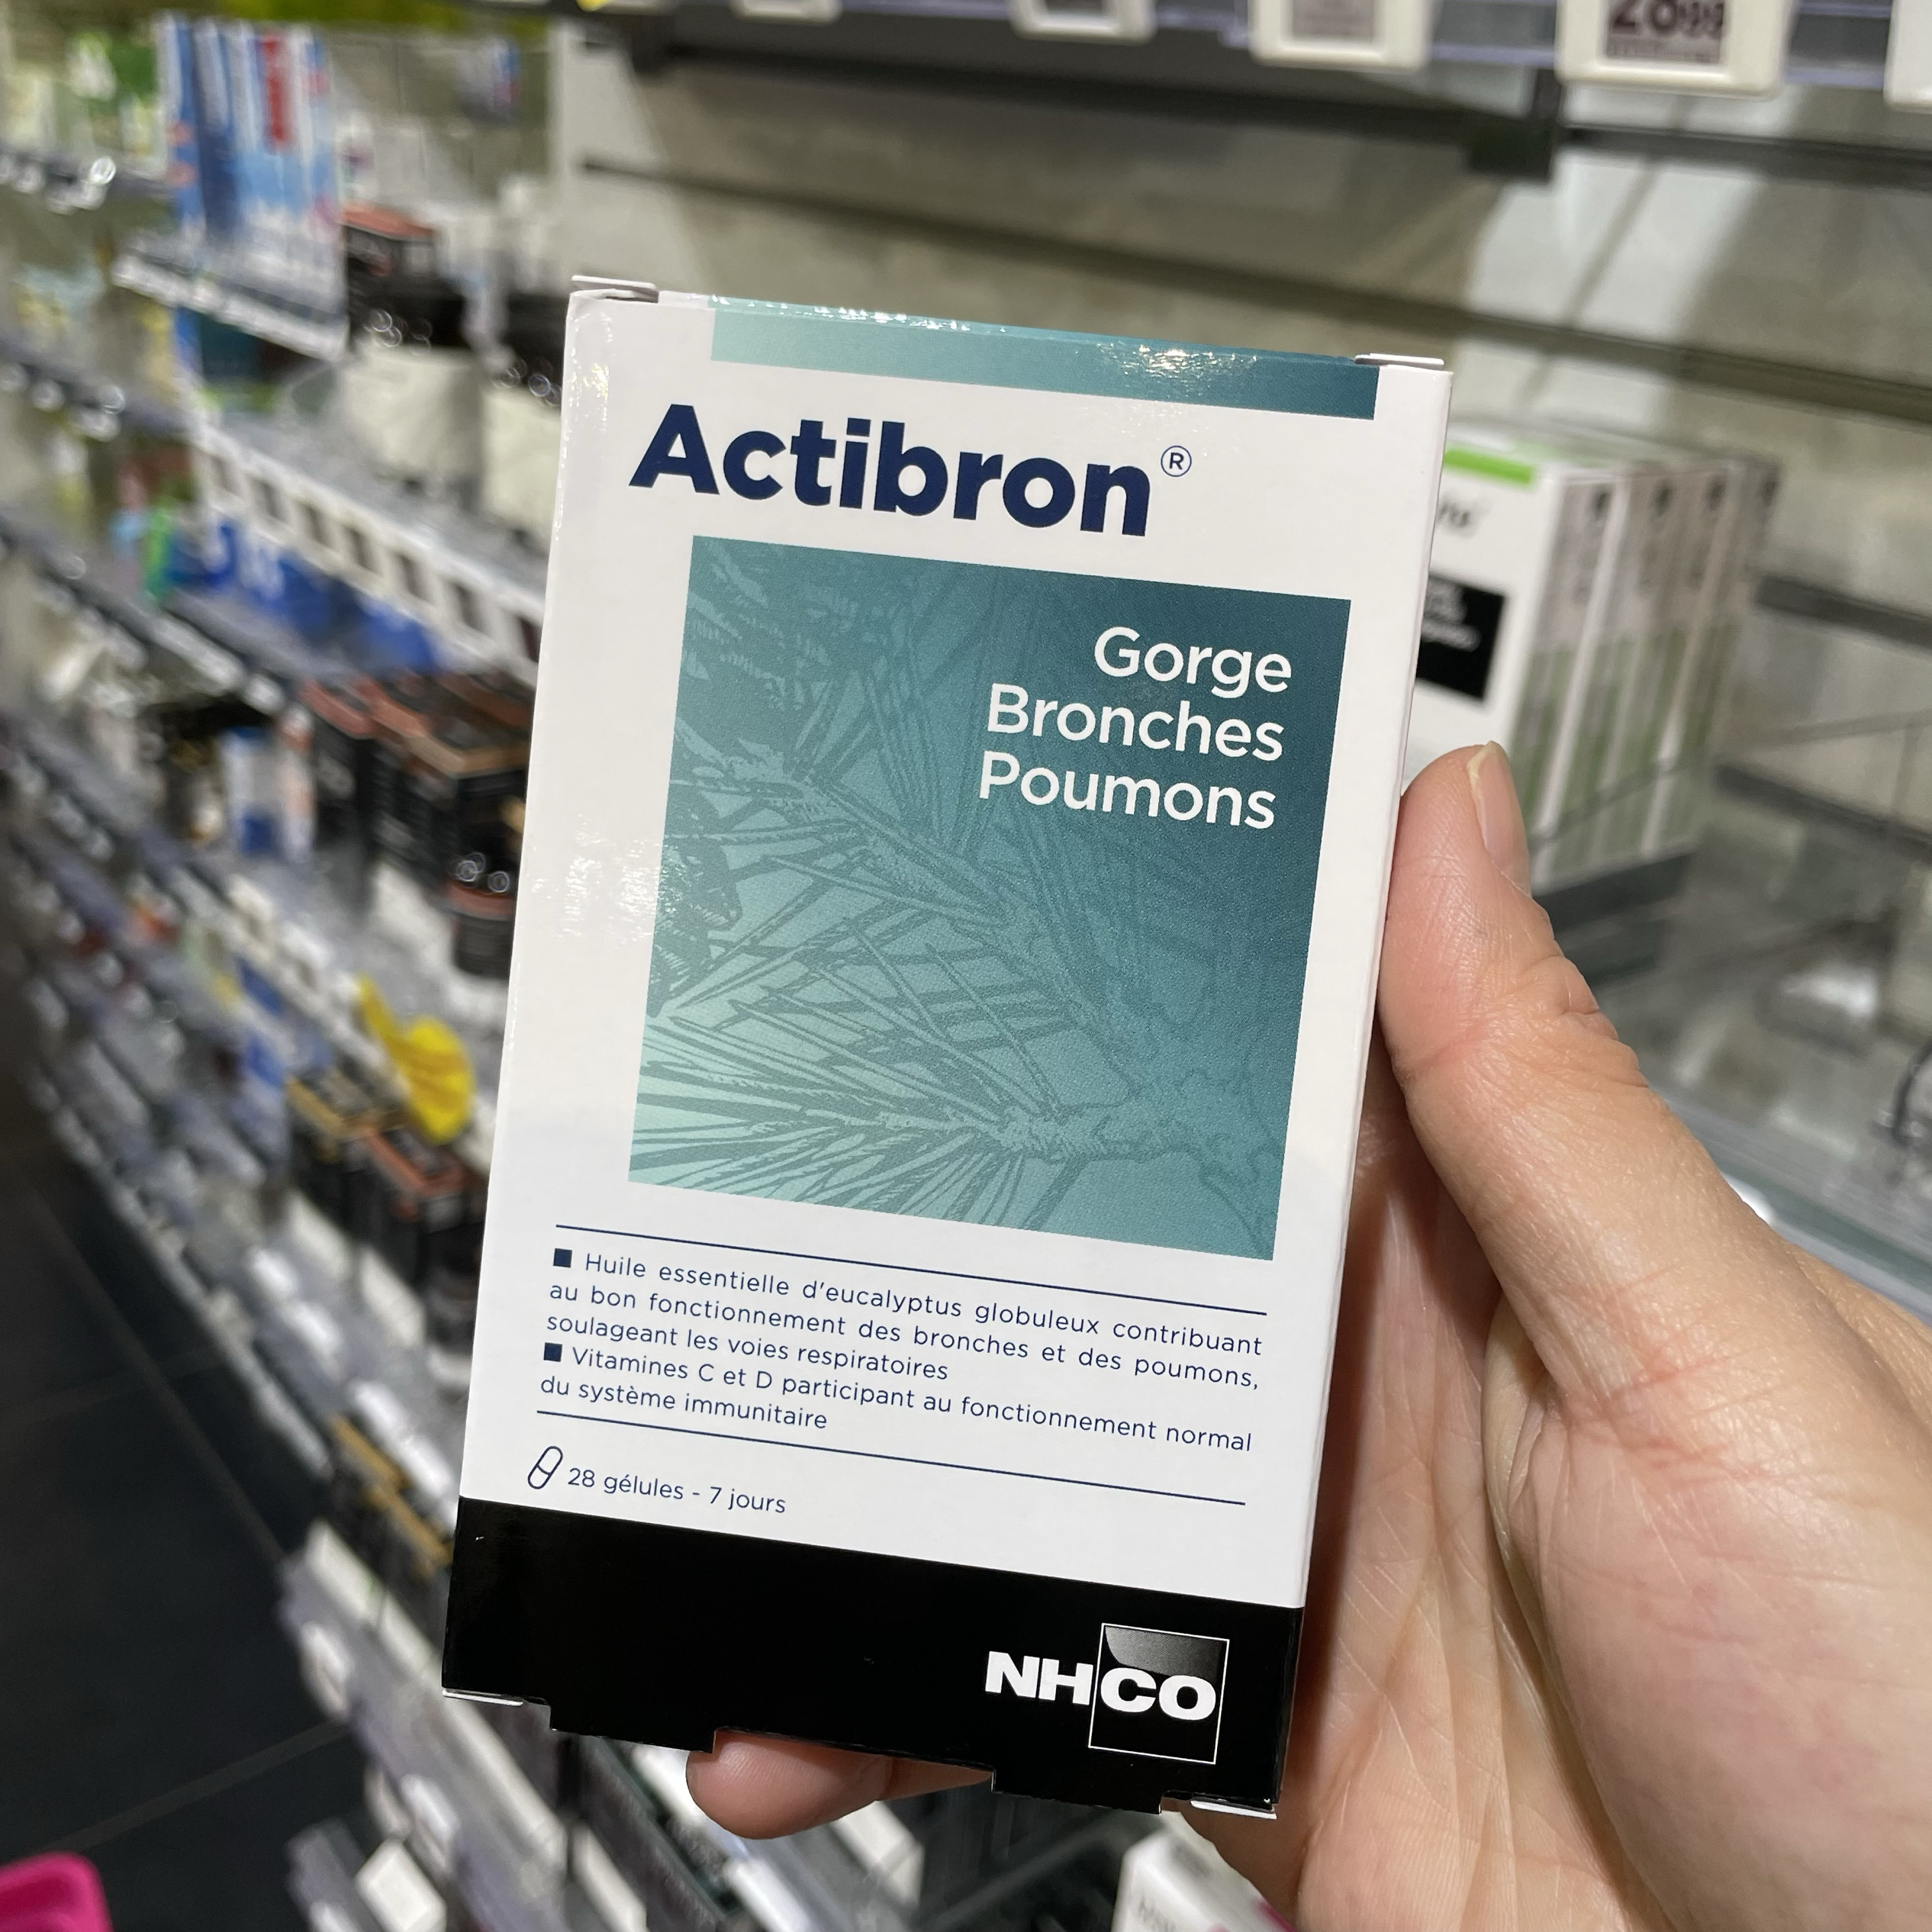 Actibron®
Gorge
Bronches
Poumons
■ Huile essentielle d'eucalyptus globuleux contribuant
au bon fonctionnement des bronches et des poumons,
soulageant les voies respiratoires
■ Vitamines C et D participant au fonctionnement normal
du système immunitaire
28 gélules - 7 jours
NHCO